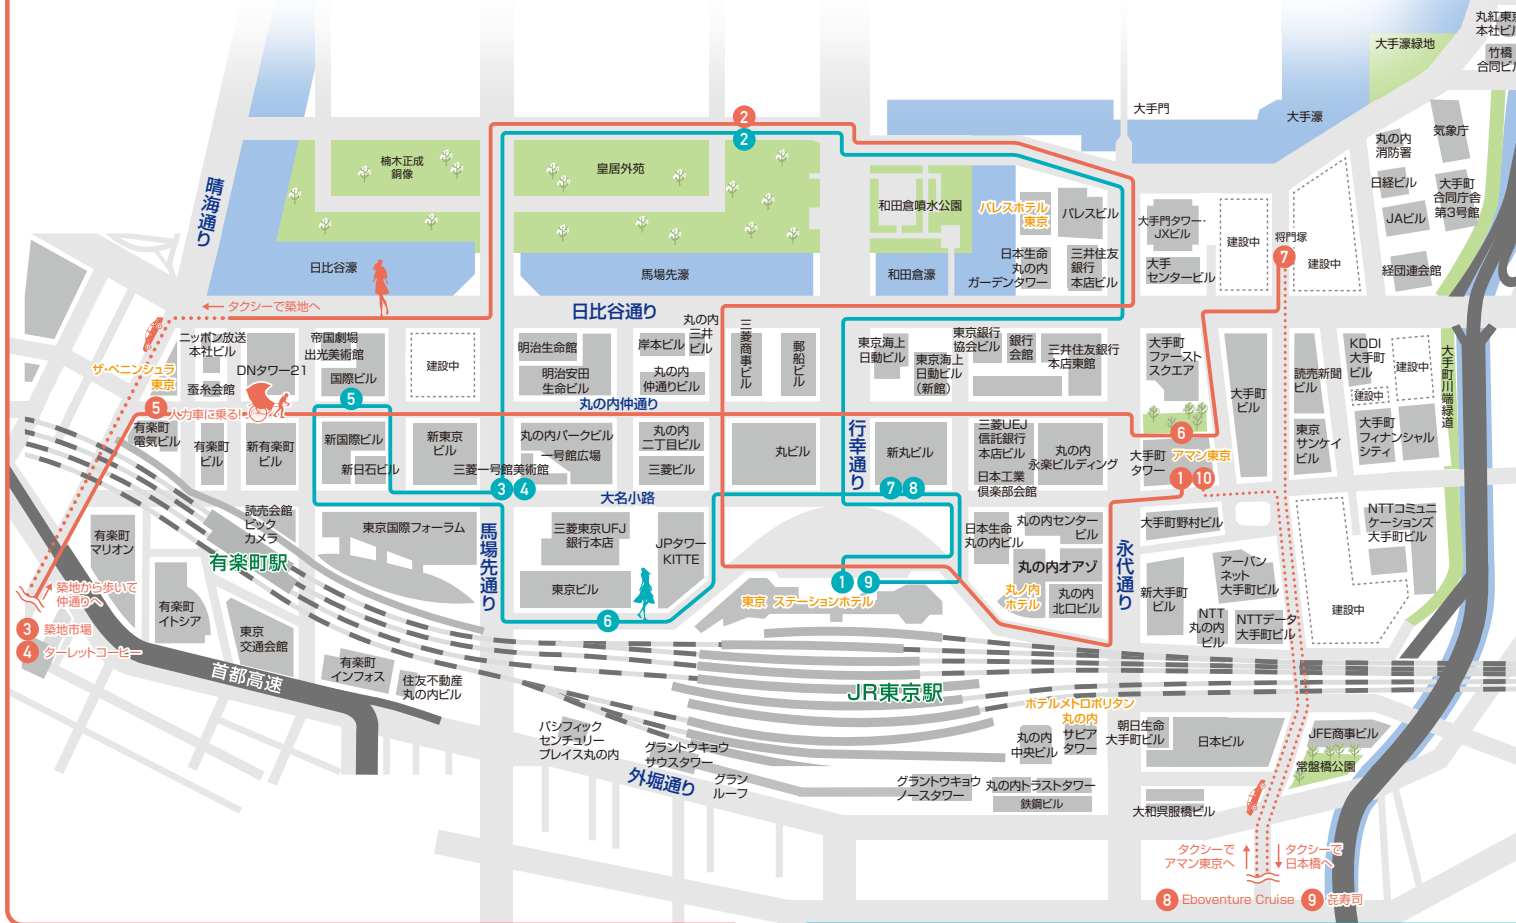 丸紅東京
本社ビル
竹橋
合同ビル
大手濠緑地
大手門
大手濠
2
2
気象庁
丸の内
消防署
日経ビル
大手町
合同庁舎
第3号館
JAビル
経団連会館
楠木正成
銅像
皇居外苑
晴海通り
和田倉噴水公園
パレスホテル
東京
パレスビル
大手門タワー・
JXビル
建設中
将門塚
7
建設中
日比谷濠
馬場先濠
和田倉濠
日本生命
丸の内
ガーデンタワー
三井住友
銀行
本店ビル
大手
センタービル
← タクシーで築地へ
日比谷通り
ニッポン放送
本社ビル
帝国劇場
出光美術館
DNタワー21
国際ビル
蚕糸会館
建設中
明治生命館
明治安田
生命ビル
岸本ビル
丸の内
三井
ビル
丸の内
仲通りビル
三菱商事ビル
郵船ビル
東京海上
日動ビル
東京海上
日動ビル
（新館）
東京銀行
協会ビル
銀行
会館
三井住友銀行
本店東館
大手町
ファースト
スクエア
大手町
ビル
読売新聞
ビル
KDDI
大手町
ビル
建設中
建設中
大手町川端緑道
ザ・ペニンシュラ
東京
5
人力車に乗る!
5
丸の内仲通り
6
有楽町
電気ビル
有楽町
ビル
新有楽町
ビル
新国際ビル
新日石ビル
新東京
ビル
三菱一号館美術館
丸の内パークビル
一号館広場
丸の内
二丁目ビル
三菱ビル
丸ビル
行幸通り
新丸ビル
三菱UFJ
信託銀行
本店ビル
日本工業
倶楽部会館
丸の内
永楽ビルディング
大手町
タワー
アマン東京
1
10
東京
サンケイ
ビル
大手町
フィナンシャル
シティ
3
4
大名小路
7
8
読売会館
ビック
カメラ
有楽町
マリオン
有楽町駅
東京国際フォーラム
馬場先通り
三菱東京UFJ
銀行本店
JPタワー
KITTE
日本生命
丸の内ビル
丸の内センター
ビル
丸の内オアゾ
丸ノ内
ホテル
丸の内
北口ビル
永代通り
大手町野村ビル
NTTコミュニ
ケーションズ
大手町ビル
新大手町
ビル
アーバン
ネット
大手町ビル
NTT
丸の内
ビル
NTTデータ
大手町ビル
建設中
築地から歩いて
仲通りへ
3 築地市場
4 ターレットコーヒー
有楽町
イトシア
東京
交通会館
東京ビル
6
1
9
東京 ステーションホテル
有楽町
インフォス
住友不動産
丸の内ビル
首都高速
JR東京駅
ホテルメトロポリタン
丸の内
サピア
タワー
丸の内
中央ビル
朝日生命
大手町ビル
日本ビル
JFE商事ビル
常盤橋公園
パシフィック
センチュリー
プレイス丸の内
グラントウキョウ
サウスタワー
グラン
ルーフ
外堀通り
グラントウキョウ
ノースタワー
丸の内トラストタワー
鉄鋼ビル
大和呉服橋ビル
タクシーで
アマン東京へ
タクシーで
日本橋へ
8 Eboventure Cruise
9 㐂寿司